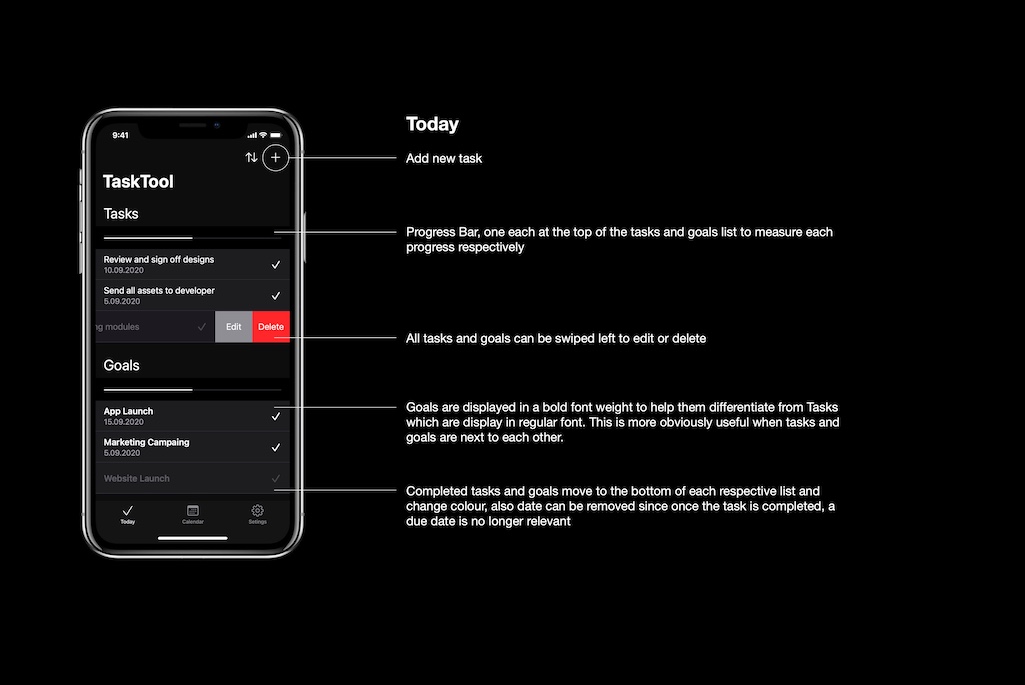 9:41
TaskTool
Tasks
Review and sign off designs
10.09.2020
Send all assets to developer
5.09.2020
ng modules
Edit
Delete
Goals
App Launch
15.09.2020
Marketing Campaing
5.09.2020
Website Launch
Today
Calendar
Setings
Today
Add new task
Progress Bar, one each at the top of the tasks and goals list to measure each
progress respectively
All tasks and goals can be swiped left to edit or delete
Goals are displayed in a bold font weight to help them differentiate from Tasks
which are display in regular font. This is more obviously useful when tasks and
goals are next to each other.
Completed tasks and goals move to the bottom of each respective list and
change colour, also date can be removed since once the task is completed, a
due date is no longer relevant